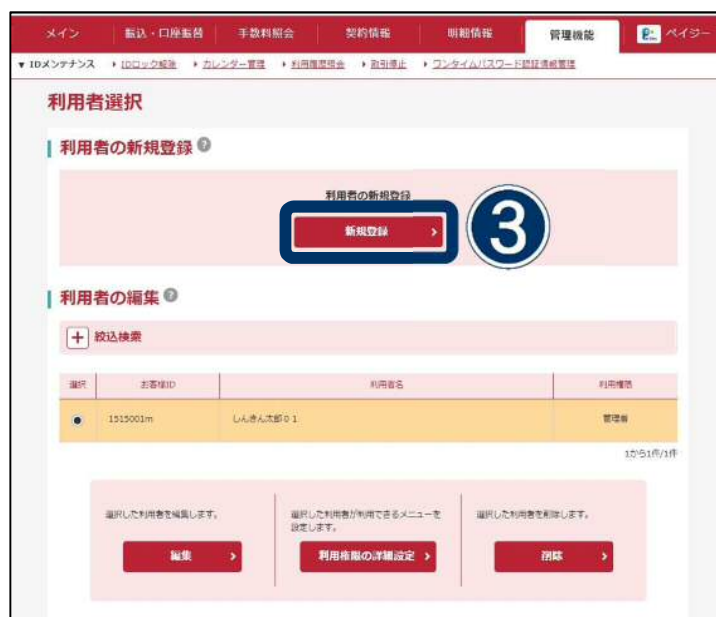 メイン 振込・口座振替 手数料照会 契約情報 明細情報 管理機能 ペイジー
▼ IDメンテナンス ▶ IDロック解除 ▶ カレンダー管理 ▶ 利用履歴照会 ▶ 取引停止 ▶ ワンタイムパスワード認証情報管理
利用者選択
利用者の新規登録 ?
利用者の新規登録
新規登録 ›
3
利用者の編集 ?
+ 絞込検索
選択 お客様ID 利用者名 利用権限
1515001m しんきん太郎01 管理者
1から1件/1件
選択した利用者を編集します。 選択した利用者が利用できるメニューを 選択した利用者を削除します。
設定します。
編集 › 利用権限の詳細設定 › 削除 ›